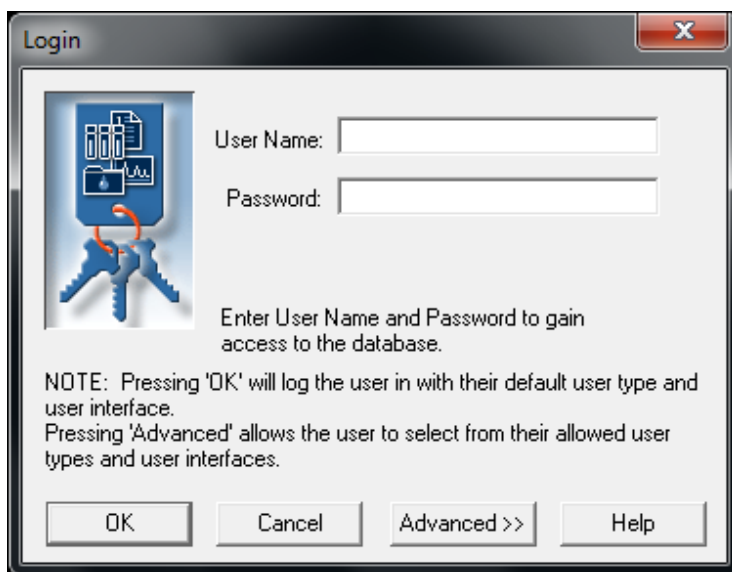 Login
User Name:
Password:
Enter User Name and Password to gain
access to the database.
NOTE:  Pressing 'OK' will log the user in with their default user type and
user interface.
Pressing 'Advanced' allows the user to select from their allowed user
types and user interfaces.
OK
Cancel
Advanced >>
Help